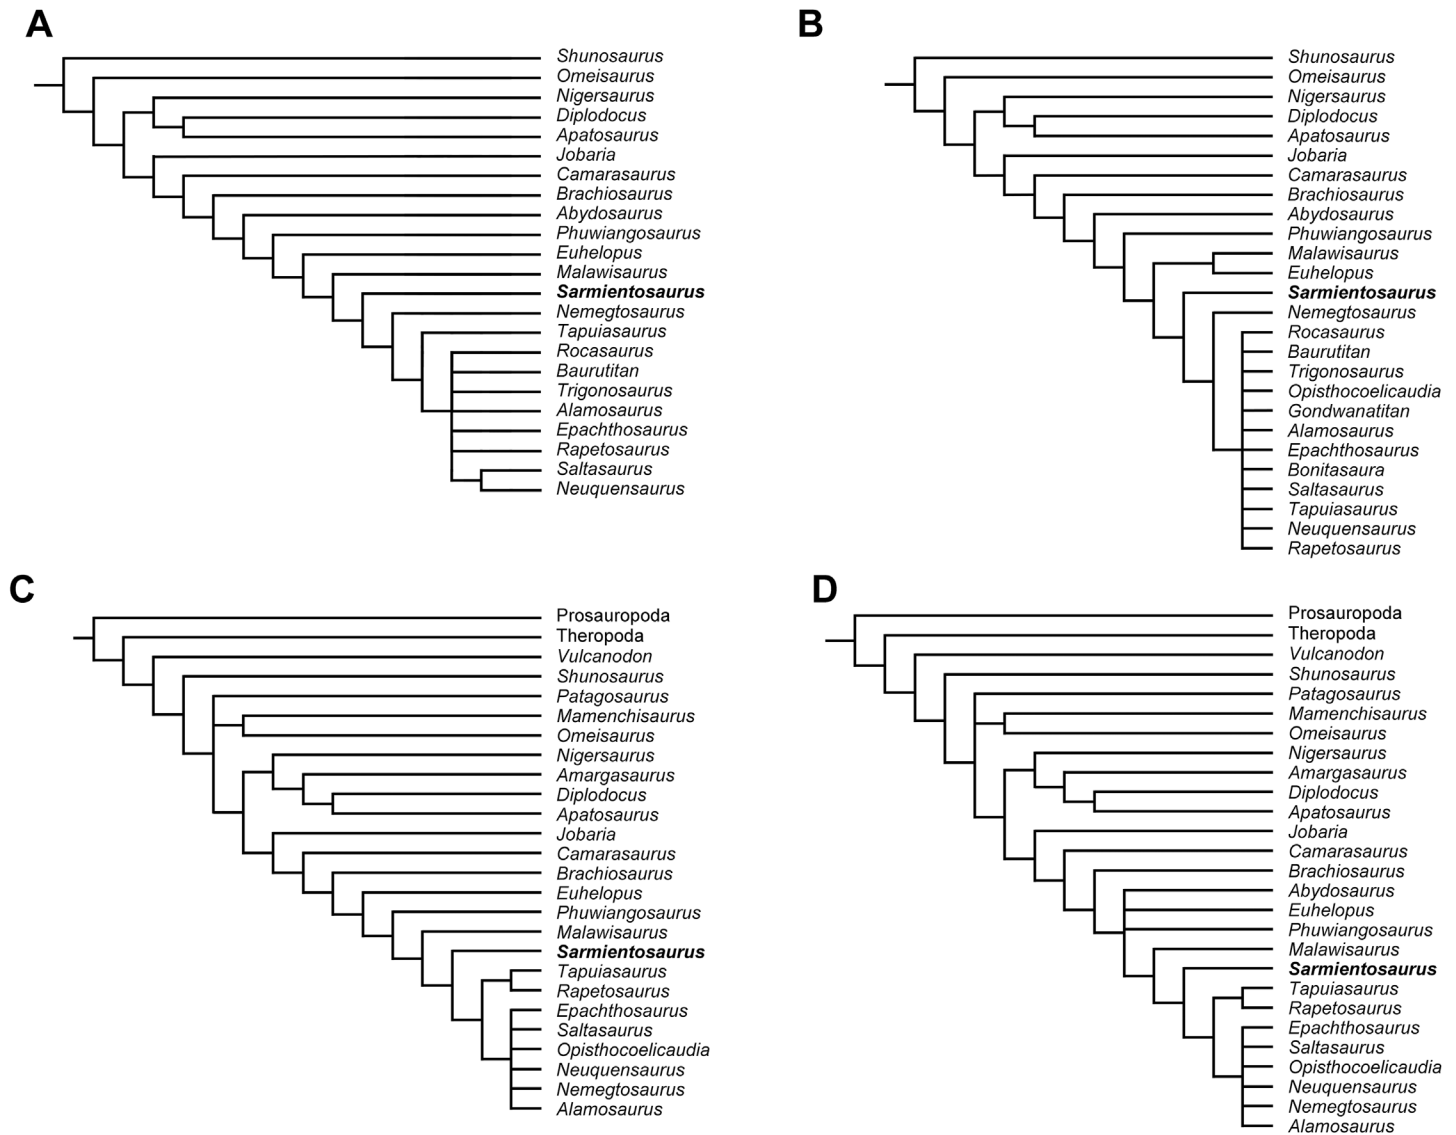 A
Shunosaurus
Omeisaurus
Nigersaurus
Diplodocus
Apatosaurus
Jobaria
Camarasaurus
Brachiosaurus
Abydosaurus
Phuwiangosaurus
Euhelopus
Malawisaurus
Sarmientosaurus
Nemegtosaurus
Tapuiasaurus
Rocasaurus
Baurutitan
Trigonosaurus
Alamosaurus
Epachthosaurus
Rapetosaurus
Saltasaurus
Neuquensaurus
B
Shunosaurus
Omeisaurus
Nigersaurus
Diplodocus
Apatosaurus
Jobaria
Camarasaurus
Brachiosaurus
Abydosaurus
Phuwiangosaurus
Malawisaurus
Euhelopus
Sarmientosaurus
Nemegtosaurus
Rocasaurus
Baurutitan
Trigonosaurus
Opisthocoelicaudia
Gondwanatitan
Alamosaurus
Epachthosaurus
Bonitasaura
Saltasaurus
Tapuiasaurus
Neuquensaurus
Rapetosaurus
C
Prosauropoda
Theropoda
Vulcanodon
Shunosaurus
Patagosaurus
Mamenchisaurus
Omeisaurus
Nigersaurus
Amargasaurus
Diplodocus
Apatosaurus
Jobaria
Camarasaurus
Brachiosaurus
Euhelopus
Phuwiangosaurus
Malawisaurus
Sarmientosaurus
Tapuiasaurus
Rapetosaurus
Epachthosaurus
Saltasaurus
Opisthocoelicaudia
Neuquensaurus
Nemegtosaurus
Alamosaurus
D
Prosauropoda
Theropoda
Vulcanodon
Shunosaurus
Patagosaurus
Mamenchisaurus
Omeisaurus
Nigersaurus
Amargasaurus
Diplodocus
Apatosaurus
Jobaria
Camarasaurus
Brachiosaurus
Abydosaurus
Euhelopus
Phuwiangosaurus
Malawisaurus
Sarmientosaurus
Tapuiasaurus
Rapetosaurus
Epachthosaurus
Saltasaurus
Opisthocoelicaudia
Neuquensaurus
Nemegtosaurus
Alamosaurus